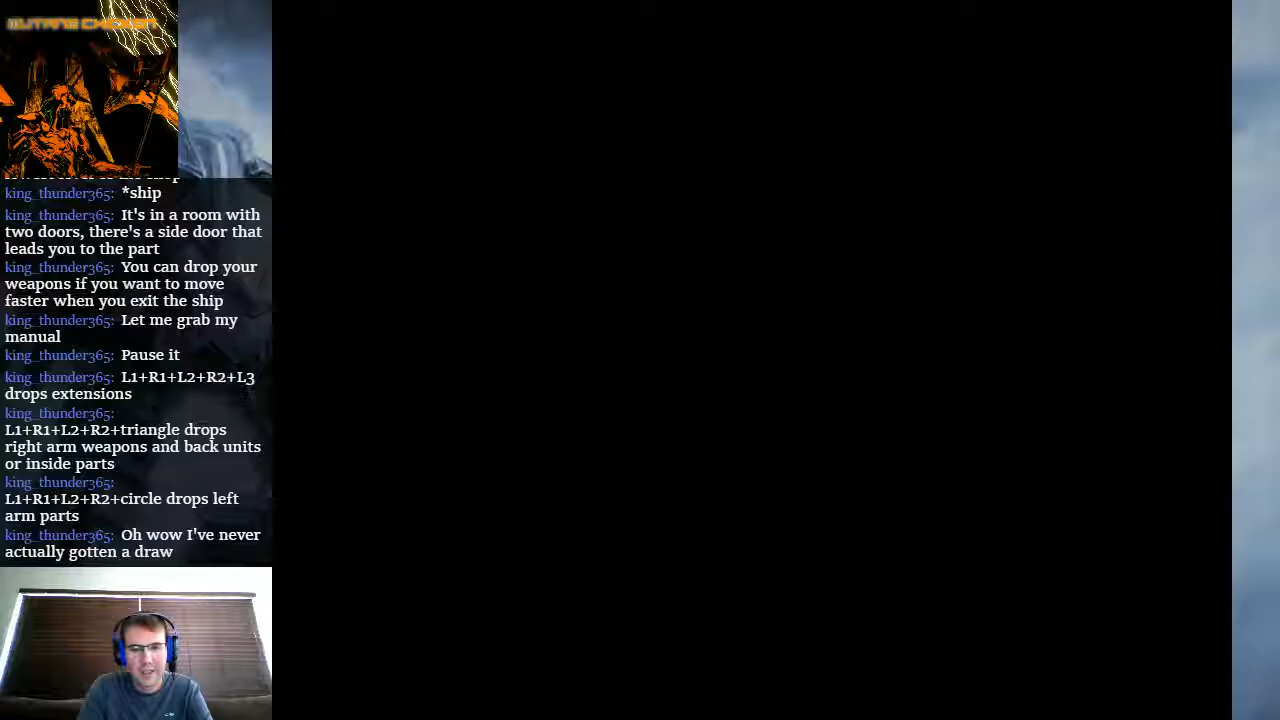 MUTANT CHICKEN
king_thunder365: *ship
king_thunder365: It's in a room with
two doors, there's a side door that
leads you to the part
king_thunder365: You can drop your
weapons if you want to move
faster when you exit the ship
king_thunder365: Let me grab my
manual
king_thunder365: Pause it
king_thunder365: L1+R1+L2+R2+L3
drops extensions
king_thunder365:
L1+R1+L2+R2+triangle drops
right arm weapons and back units
or inside parts
king_thunder365:
L1+R1+L2+R2+circle drops left
arm parts
king_thunder365: Oh wow I've never
actually gotten a draw